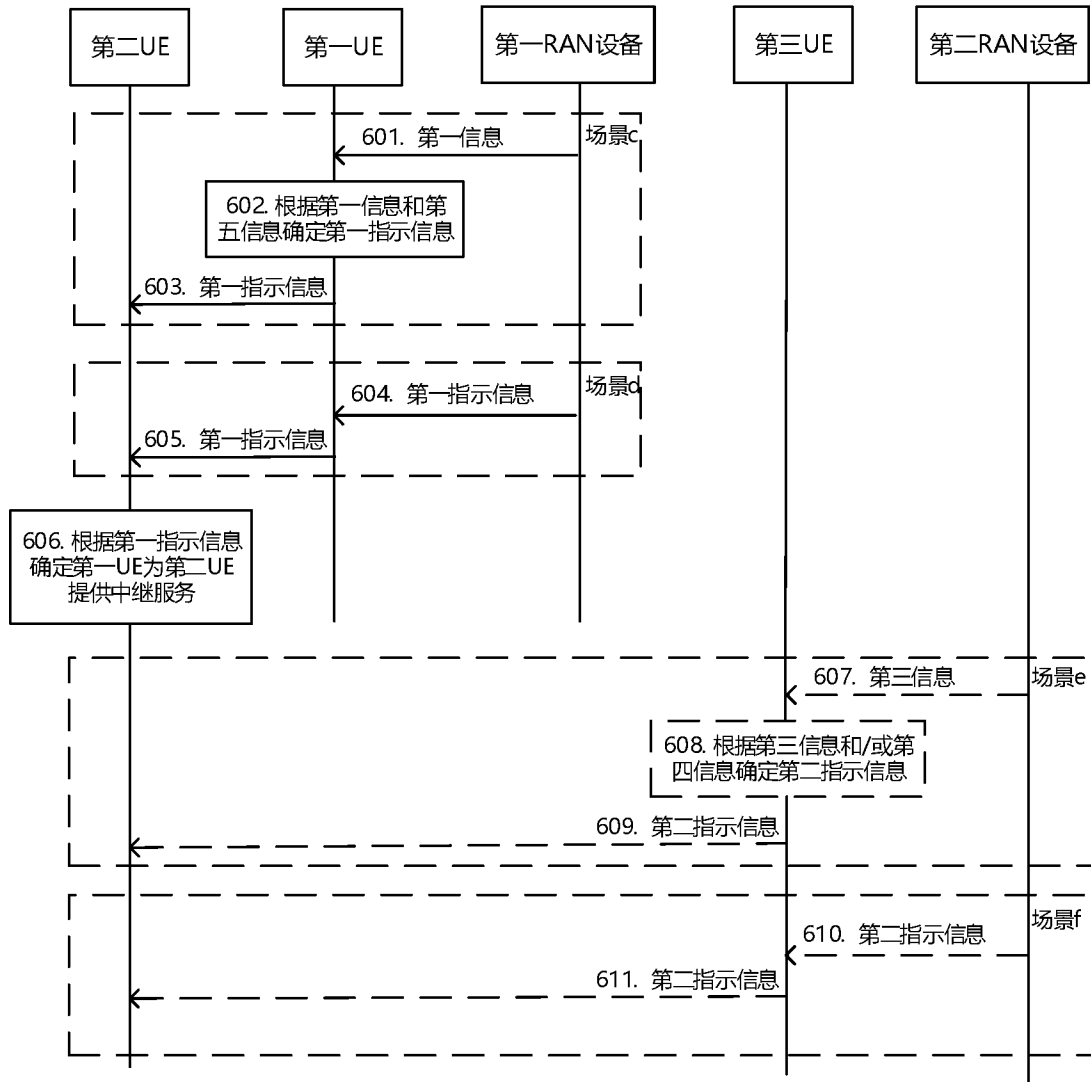 第二UE
第一UE
第一RAN设备
第三UE
第二RAN设备
场景c
601. 第一信息
602. 根据第一信息和第
五信息确定第一指示信息
603. 第一指示信息
场景d
604. 第一指示信息
605. 第一指示信息
606. 根据第一指示信息
确定第一UE为第二UE
提供中继服务
607. 第三信息
场景e
608. 根据第三信息和/或第
四信息确定第二指示信息
609. 第二指示信息
场景f
610. 第二指示信息
611. 第二指示信息